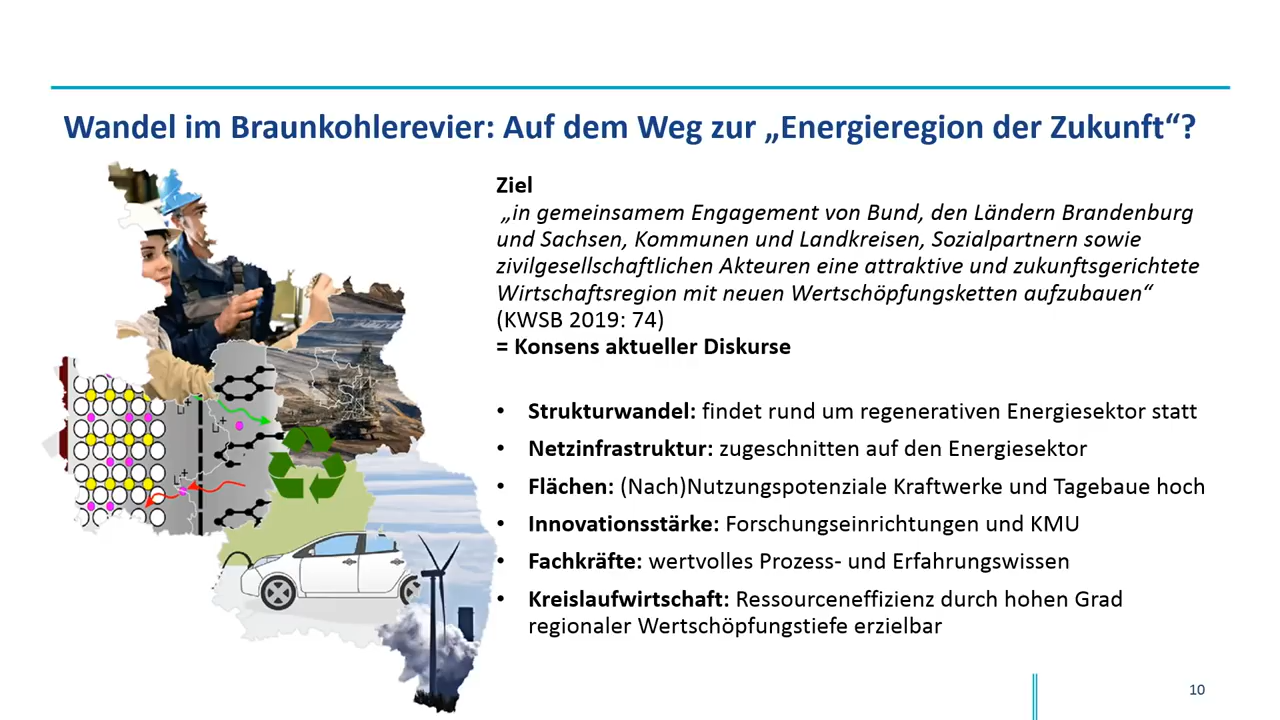 Wandel im Braunkohlerevier: Auf dem Weg zur „Energieregion der Zukunft“?
Ziel
„in gemeinsamem Engagement von Bund, den Ländern Brandenburg
und Sachsen, Kommunen und Landkreisen, Sozialpartnern sowie
zivilgesellschaftlichen Akteuren eine attraktive und zukunftsgerichtete
Wirtschaftsregion mit neuen Wertschöpfungsketten aufzubauen“
(KWSB 2019: 74)
= Konsens aktueller Diskurse
• Strukturwandel: findet rund um regenerativen Energiesektor statt
• Netzinfrastruktur: zugeschnitten auf den Energiesektor
• Flächen: (Nach)Nutzungspotenziale Kraftwerke und Tagebaue hoch
• Innovationsstärke: Forschungseinrichtungen und KMU
• Fachkräfte: wertvolles Prozess- und Erfahrungswissen
• Kreislaufwirtschaft: Ressourceneffizienz durch hohen Grad
regionaler Wertschöpfungstiefe erzielbar
Li+
Li+
Li+
10